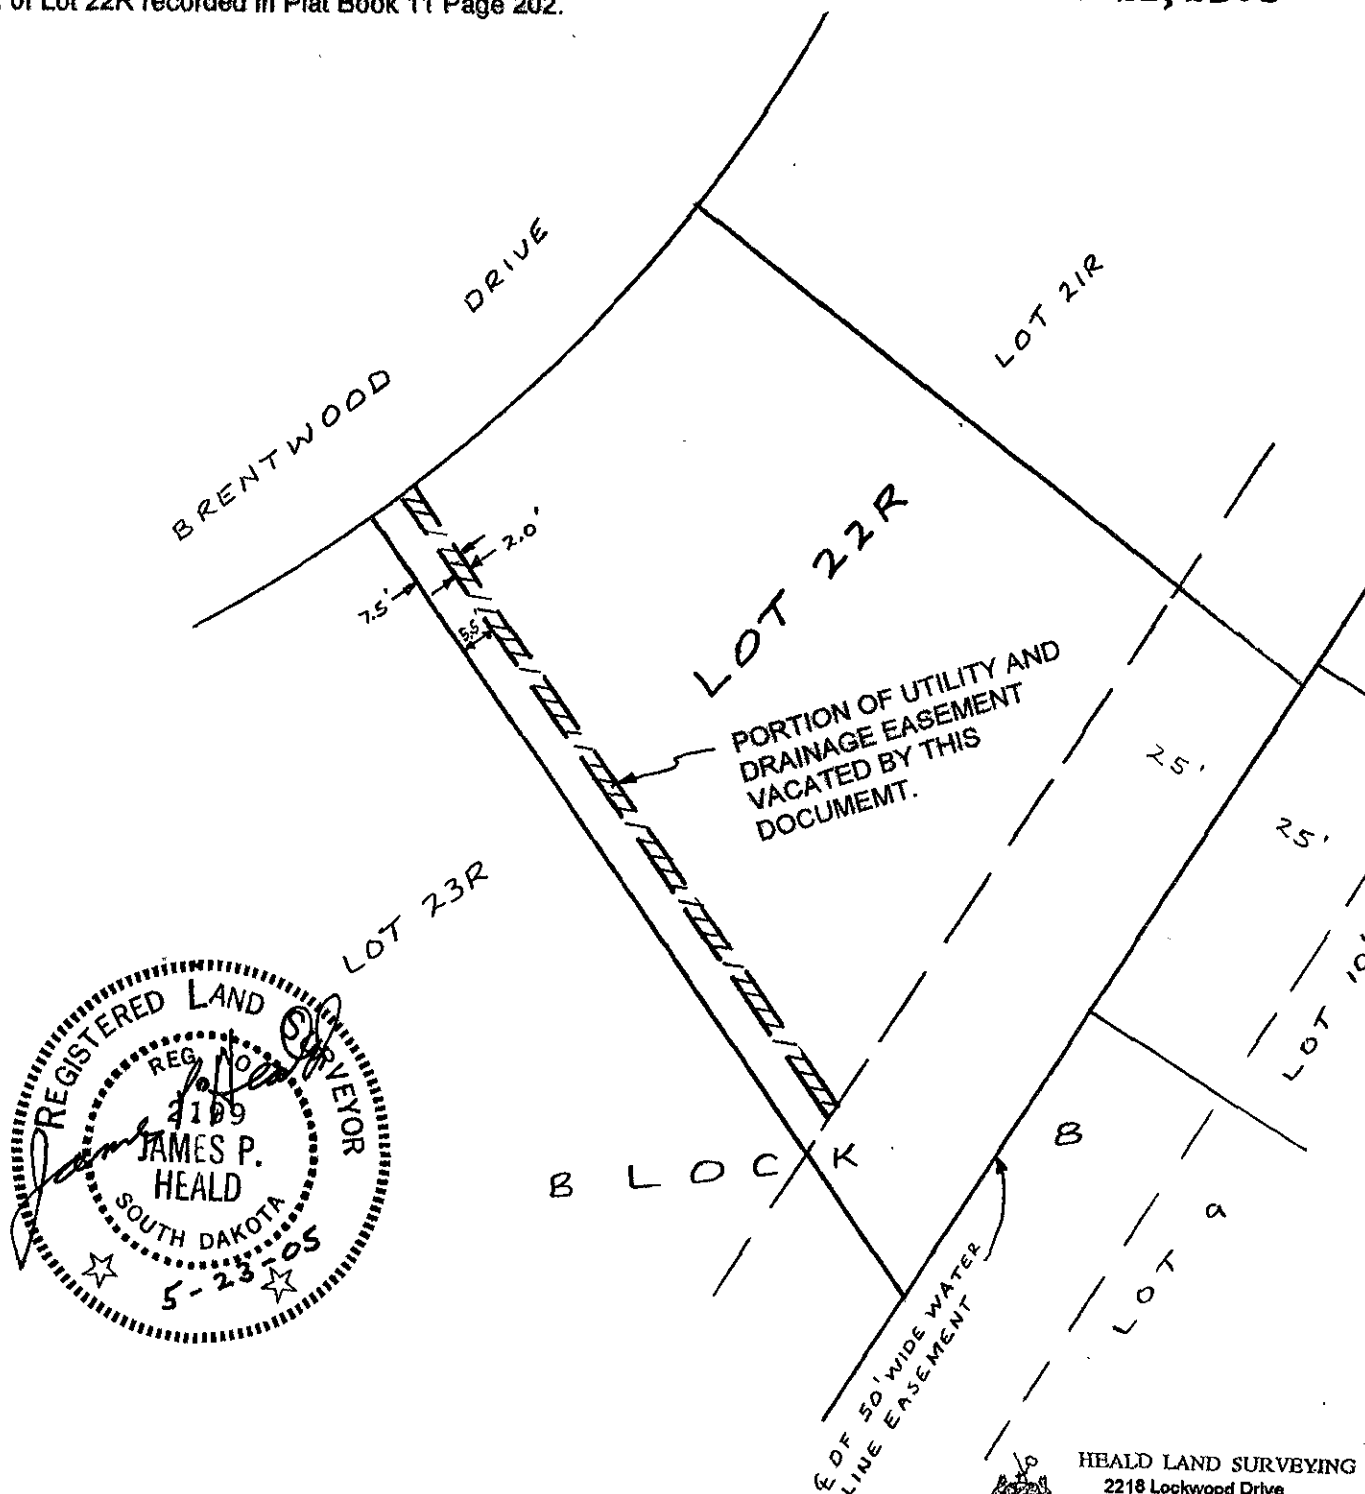 of Lot 22R recorded in Plat Book 11 Page 202.
BRENTWOOD DRIVE
LOT 21R
LOT 22R
2.0'
7.5'
5.5'
PORTION OF UTILITY AND
DRAINAGE EASEMENT
VACATED BY THIS
DOCUMEMT.
25'
25'
LOT 23R
LOT 10
REGISTERED LAND SURVEYOR
REG NO
2199
JAMES P.
HEALD
SOUTH DAKOTA
5-23-05
BLOCK 8
LOT 9
℄ OF 50' WIDE WATER
LINE EASEMENT
HEALD LAND SURVEYING
2218 Lockwood Drive